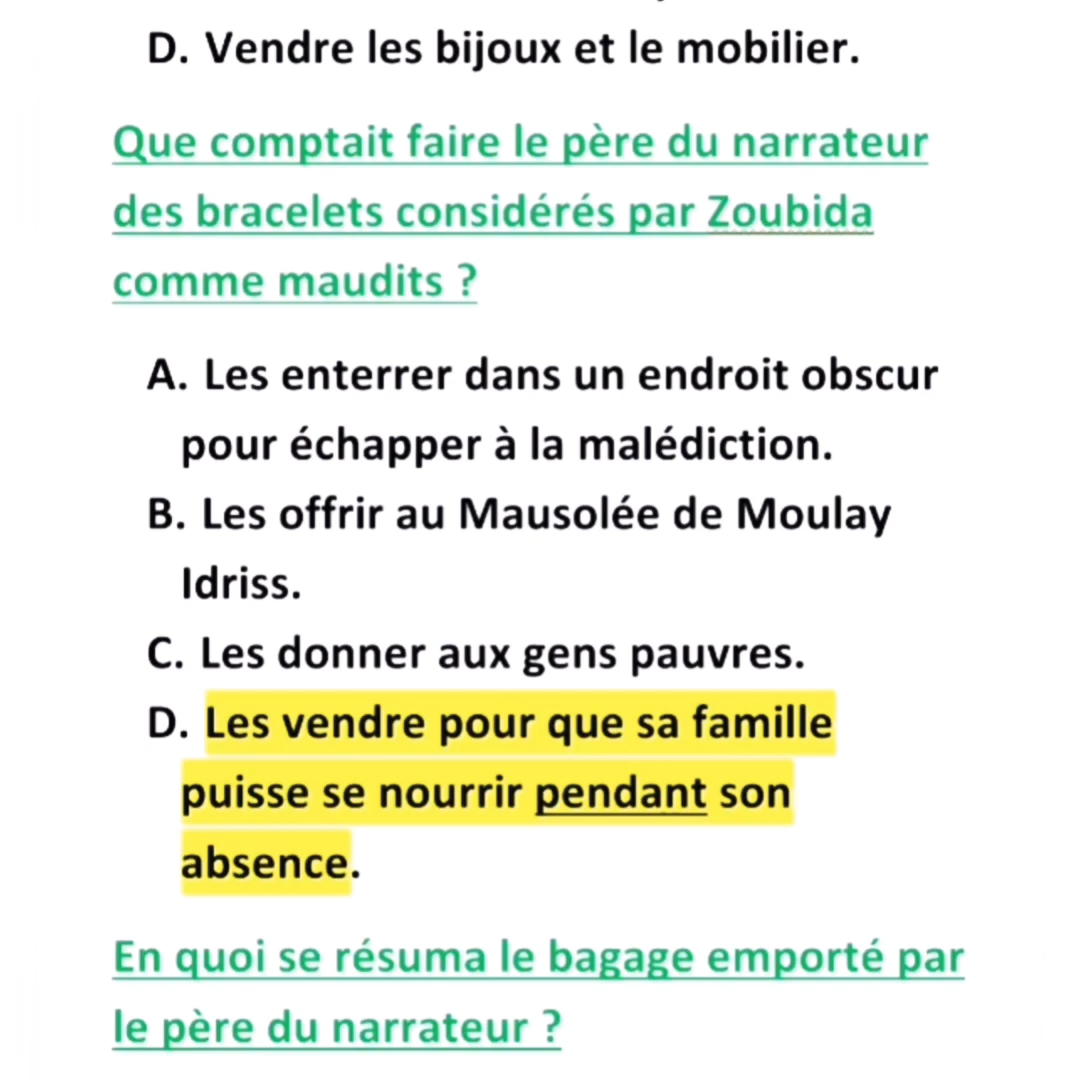 D. Vendre les bijoux et le mobilier.
Que comptait faire le père du narrateur
des bracelets considérés par Zoubida
comme maudits ?
A. Les enterrer dans un endroit obscur
pour échapper à la malédiction.
B. Les offrir au Mausolée de Moulay
Idriss.
C. Les donner aux gens pauvres.
D. Les vendre pour que sa famille
puisse se nourrir pendant son
absence.
En quoi se résuma le bagage emporté par
le père du narrateur ?